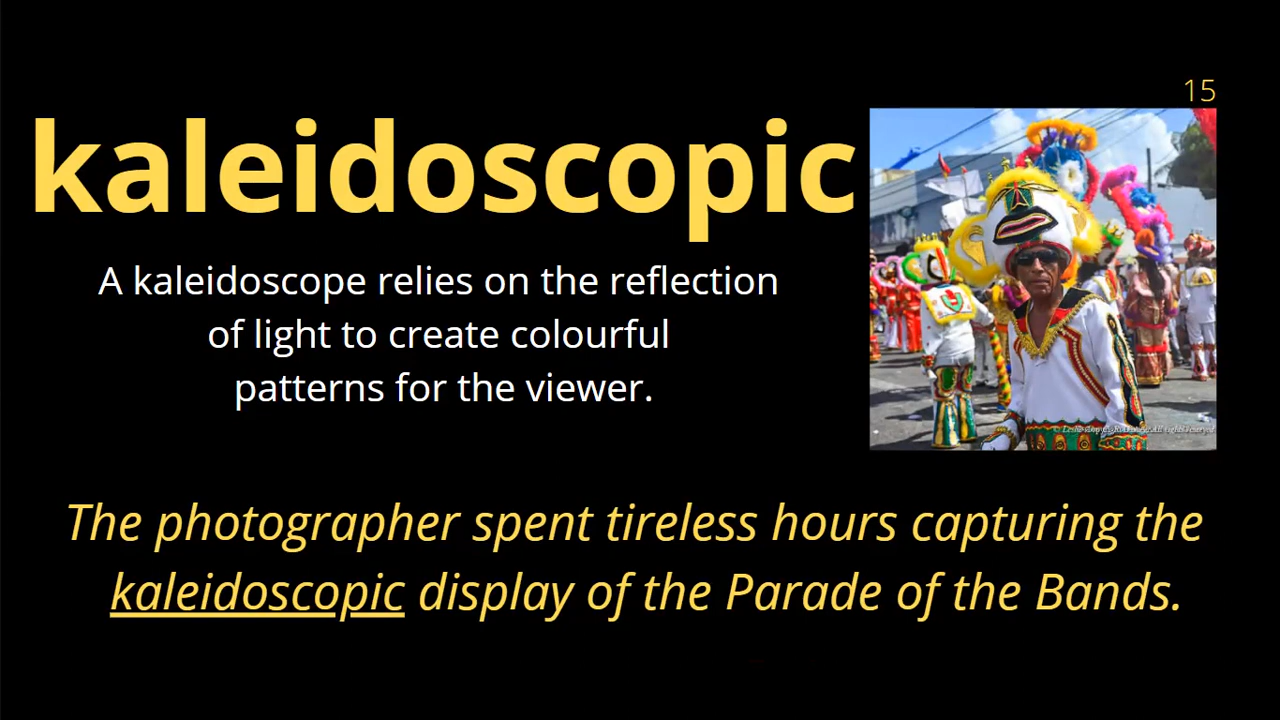 15
kaleidoscopic
A kaleidoscope relies on the reflection
of light to create colourful
patterns for the viewer.
The photographer spent tireless hours capturing the
kaleidoscopic display of the Parade of the Bands.